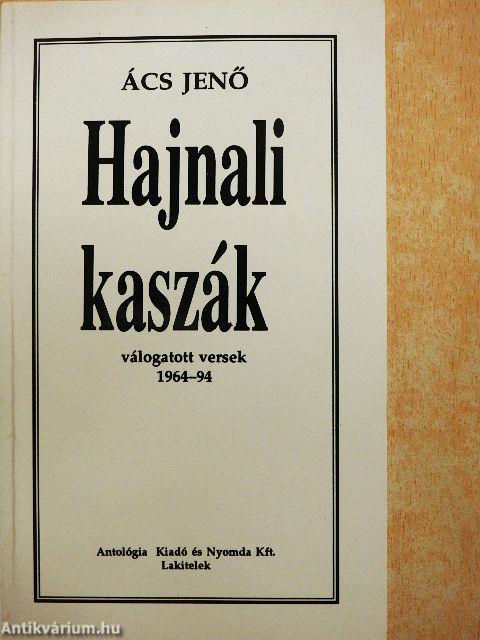 ÁCS JENŐ
Hajnali
kaszák
válogatott versek
1964–94
Antológia Kiadó és Nyomda Kft.
Lakitelek
Antikvárium.hu